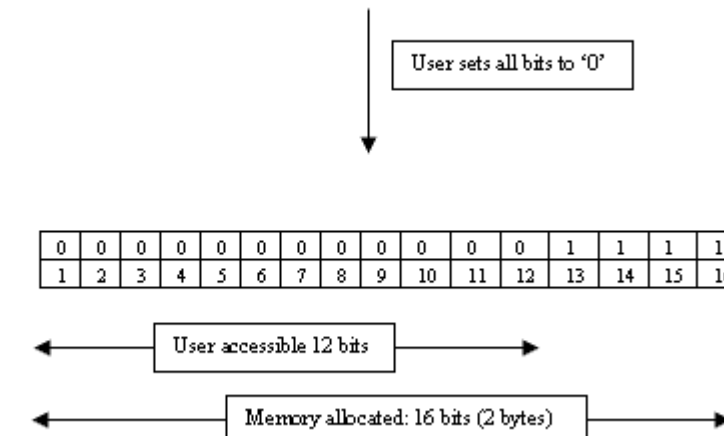 User sets all bits to ‘0’
0 0 0 0 0 0 0 0 0 0 0 0 1 1 1 1
1 2 3 4 5 6 7 8 9 10 11 12 13 14 15
User accessible 12 bits
Memory allocated: 16 bits (2 bytes)